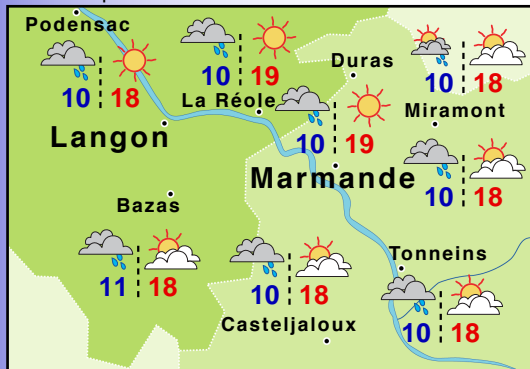 Podensac
10 18
10 19
Duras
10 18
La Réole
Miramont
Langon
10 19
Marmande
10 18
Bazas
11 18
10 18
Tonneins
Casteljaloux
10 18